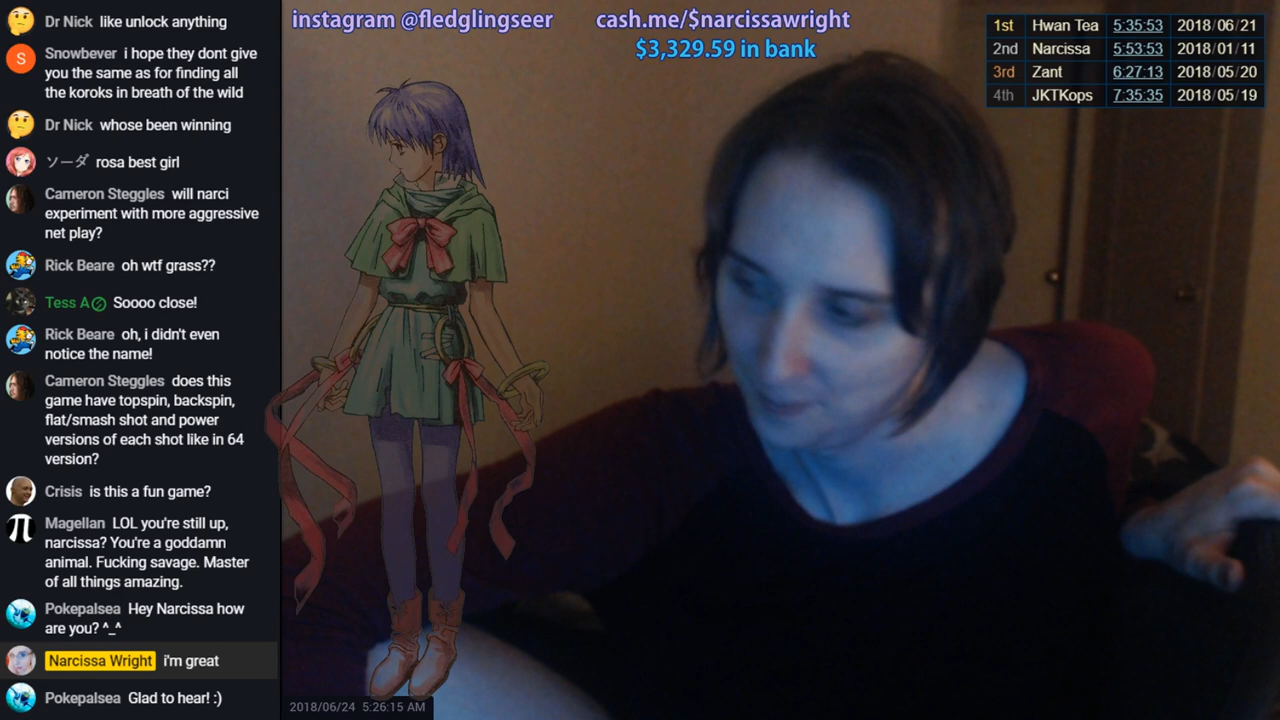 Dr Nick like unlock anything
Snowbever i hope they dont give
you the same as for finding all
the koroks in breath of the wild
Dr Nick whose been winning
ソーダ rosa best girl
Cameron Steggles will narci
experiment with more aggressive
net play?
Rick Beare oh wtf grass??
Tess A Soooo close!
Rick Beare oh, i didn't even
notice the name!
Cameron Steggles does this
game have topspin, backspin,
flat/smash shot and power
versions of each shot like in 64
version?
Crisis is this a fun game?
Magellan LOL you're still up,
narcissa? You're a goddamn
animal. Fucking savage. Master
of all things amazing.
Pokepalsea Hey Narcissa how
are you? ^_^
Narcissa Wright i'm great
Pokepalsea Glad to hear! :)
S
π
instagram @fledglingseer
cash.me/$narcissawright
$3,329.59 in bank
1st Hwan Tea 5:35:53 2018/06/21
2nd Narcissa 5:53:53 2018/01/11
3rd Zant 6:27:13 2018/05/20
4th JKTKops 7:35:35 2018/05/19
2018/06/24 5:26:15 AM